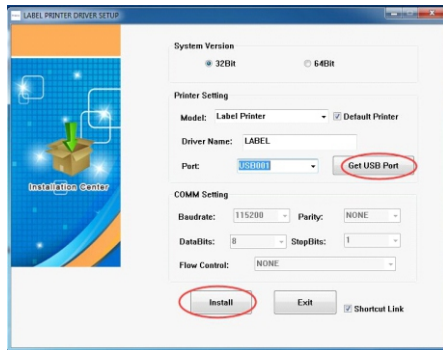 LABEL PRINTER DRIVER SETUP
System Version
32Bit 64Bit
Printer Setting
Model: Label Printer Default Printer
Driver Name: LABEL
Port: USB001 Get USB Port
Installation Center
COMM Setting
Baudrate: 115200 Parity: NONE
DataBits: 8 StopBits: 1
Flow Control: NONE
Install Exit Shortcut Link